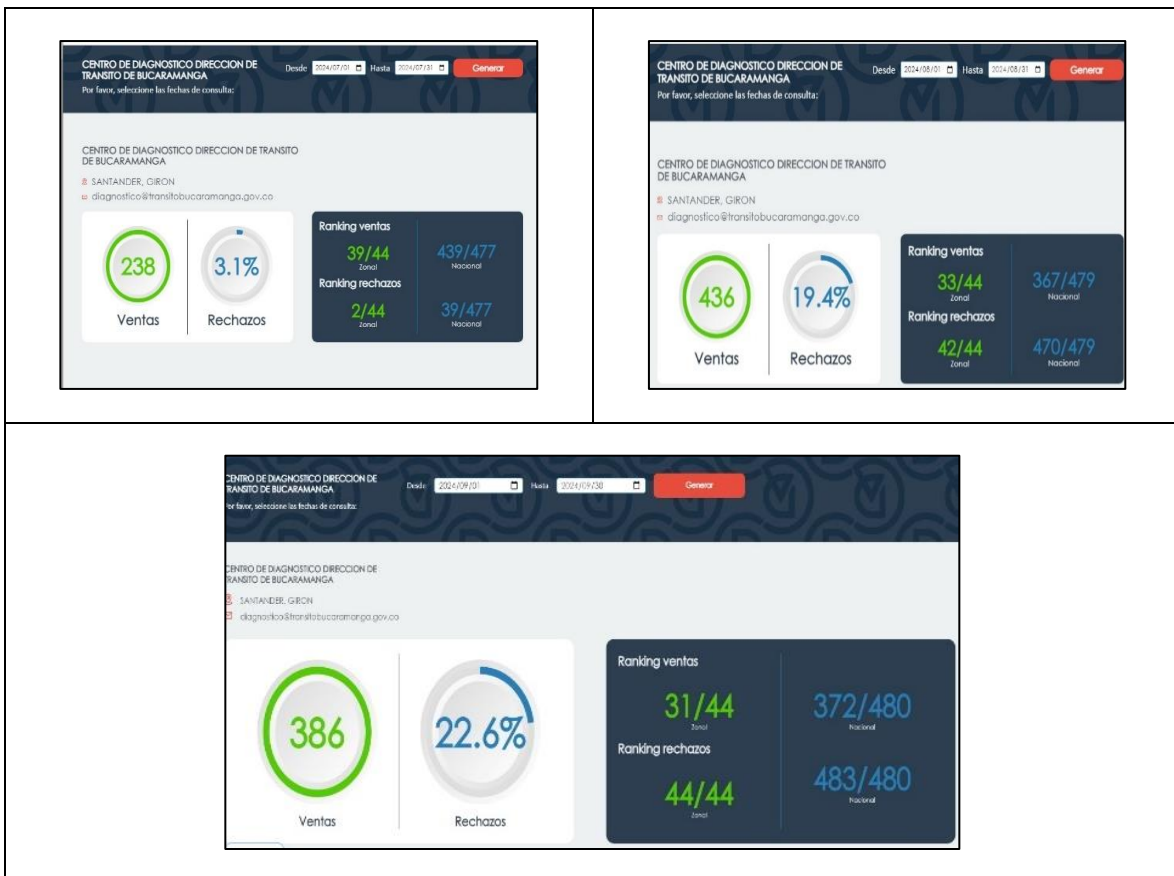 CENTRO DE DIAGNOSTICO DIRECCION DE
TRANSITO DE BUCARAMANGA
Por favor, seleccione las fechas de consulta:
Desde 2024/07/01 Hasta 2024/07/31 Generar
CENTRO DE DIAGNOSTICO DIRECCION DE TRANSITO
DE BUCARAMANGA
SANTANDER, GIRON
diagnostico@transitobucaramanga.gov.co
238
Ventas
3.1%
Rechazos
Ranking ventas
39/44
Zonal
439/477
Nacional
Ranking rechazos
2/44
Zonal
39/477
Nacional
CENTRO DE DIAGNOSTICO DIRECCION DE
TRANSITO DE BUCARAMANGA
Por favor, seleccione las fechas de consulta:
Desde 2024/08/01 Hasta 2024/08/31 Generar
CENTRO DE DIAGNOSTICO DIRECCION DE TRANSITO
DE BUCARAMANGA
SANTANDER, GIRON
diagnostico@transitobucaramanga.gov.co
436
Ventas
19.4%
Rechazos
Ranking ventas
33/44
Zonal
367/479
Nacional
Ranking rechazos
42/44
Zonal
470/479
Nacional
CENTRO DE DIAGNOSTICO DIRECCION DE
TRANSITO DE BUCARAMANGA
Por favor, seleccione las fechas de consulta:
Desde 2024/09/01 Hasta 2024/09/30 Generar
CENTRO DE DIAGNOSTICO DIRECCION DE
TRANSITO DE BUCARAMANGA
SANTANDER, GIRON
diagnostico@transitobucaramanga.gov.co
386
Ventas
22.6%
Rechazos
Ranking ventas
31/44
Zonal
372/480
Nacional
Ranking rechazos
44/44
Zonal
483/480
Nacional